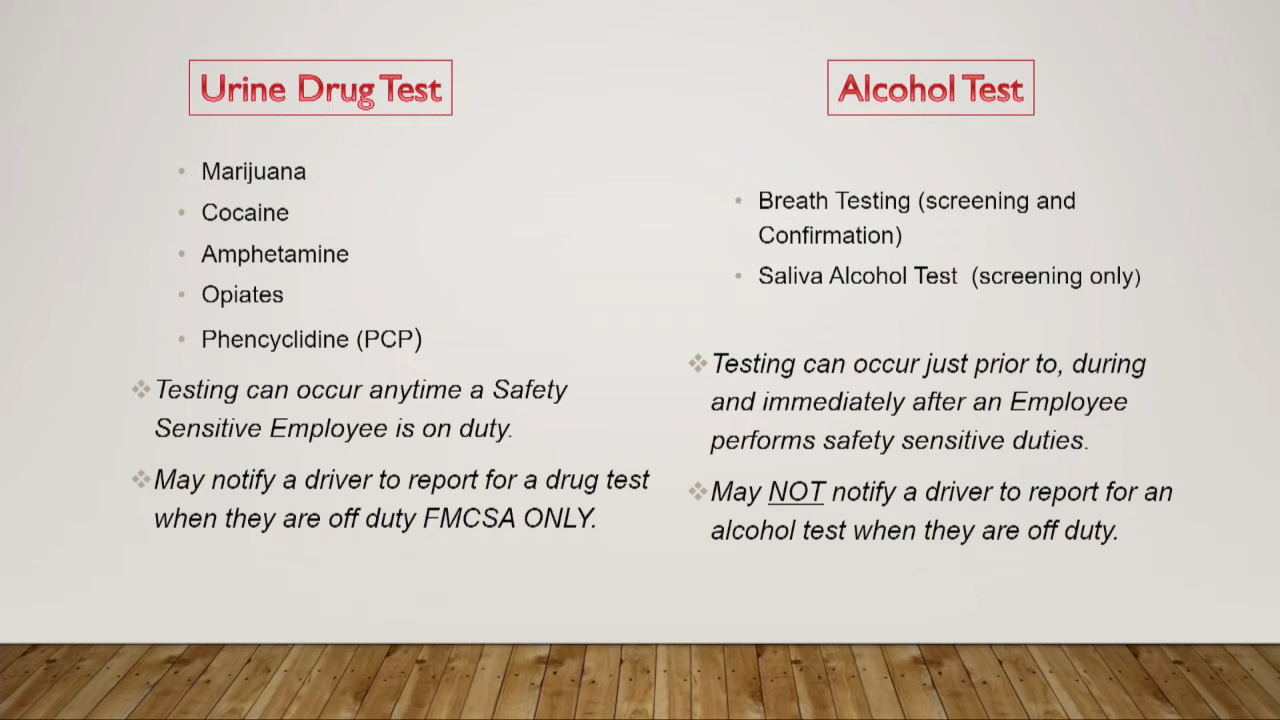 Urine Drug Test
• Marijuana
• Cocaine
• Amphetamine
• Opiates
• Phencyclidine (PCP)
❖ Testing can occur anytime a Safety
Sensitive Employee is on duty.
❖ May notify a driver to report for a drug test
when they are off duty FMCSA ONLY.
Alcohol Test
• Breath Testing (screening and
Confirmation)
• Saliva Alcohol Test (screening only)
❖ Testing can occur just prior to, during
and immediately after an Employee
performs safety sensitive duties.
❖ May NOT notify a driver to report for an
alcohol test when they are off duty.